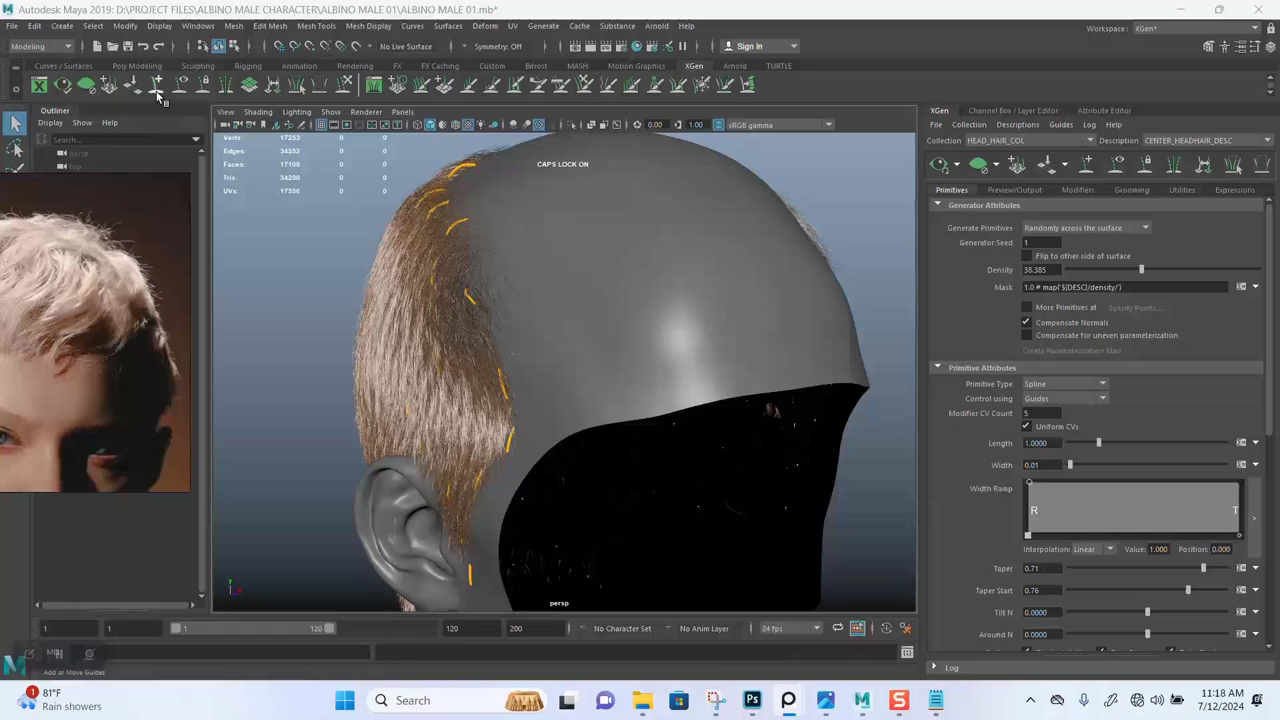 Autodesk Maya 2019: D:\PROJECT FILES\ALBINO MALE CHARACTER\ALBINO MALE 01\ALBINO MALE 01.mb*
File Edit Create Select Modify Display Windows Mesh Edit Mesh Mesh Tools Mesh Display Curves Surfaces Deform UV Generate Cache Substance Arnold Help
Workspace: XGen*
Modeling
No Live Surface
Symmetry: Off
Sign In
Curves / Surfaces Poly Modeling Sculpting Rigging Animation Rendering FX FX Caching Custom Arnold Bifrost MASH Motion Graphics XGen Arnold TURTLE
Outliner
Display Show Help
Search...
persp
top
View Shading Lighting Show Renderer Panels
0.00
1.00
sRGB gamma
Verts: 17253 0 0
Edges: 34352 0 0
Faces: 17100 0 0
Tris: 34200 0 0
UVs: 17356 0 0
CAPS LOCK ON
persp
XGen Channel Box / Layer Editor Attribute Editor
File Collection Descriptions Guides Log Help
Collection HEAD_HAIR_COL Description CENTER_HEADHAIR_DESC
Primitives Preview/Output Modifiers Grooming Utilities Expressions
Generator Attributes
Generate Primitives Randomly across the surface
Generator Seed 1
Flip to other side of surface
Density 38.385
Mask 1.0 # map('${DESC}/density/')
More Primitives at Specify Points...
Compensate Normals
Compensate for uneven parameterization
Create Parameterization Map
Primitive Attributes
Primitive Type Spline
Control using Guides
Modifier CV Count 5
Uniform CVs
Length 1.0000
Width 0.01
Width Ramp
R T
Interpolation: Linear Value: 1.000 Position: 0.000
Taper 0.71
Taper Start 0.76
Tilt N 0.0000
Around N 0.0000
Log
1 1 1 120 120 200 No Character Set No Anim Layer 24 fps
Add or Move Guides
1
81°F
Rain showers
Search
11:18 AM
7/12/2024